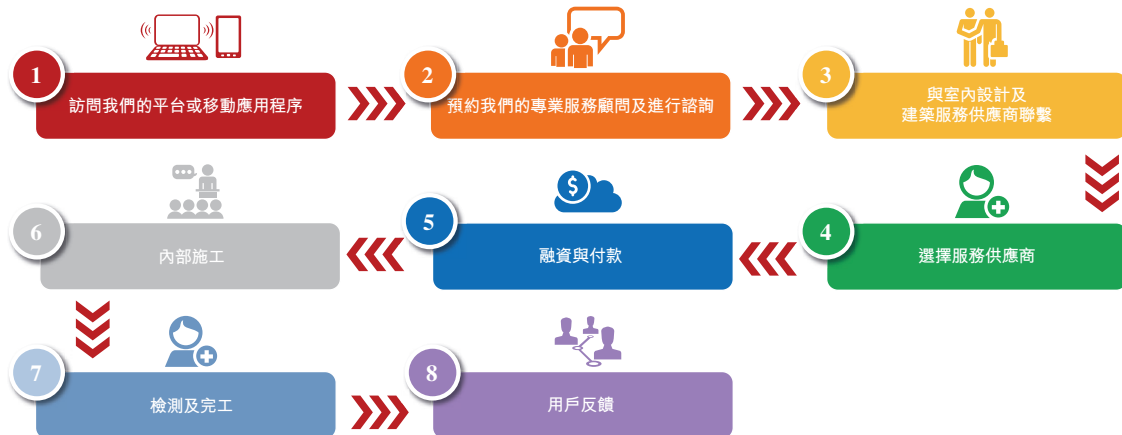 1
訪問我們的平台或移動應用程序
2
預約我們的專業服務顧問及進行諮詢
3
與室內設計及
建築服務供應商聯繫
4
選擇服務供應商
5
$
融資與付款
6
內部施工
7
檢測及完工
8
用戶反饋